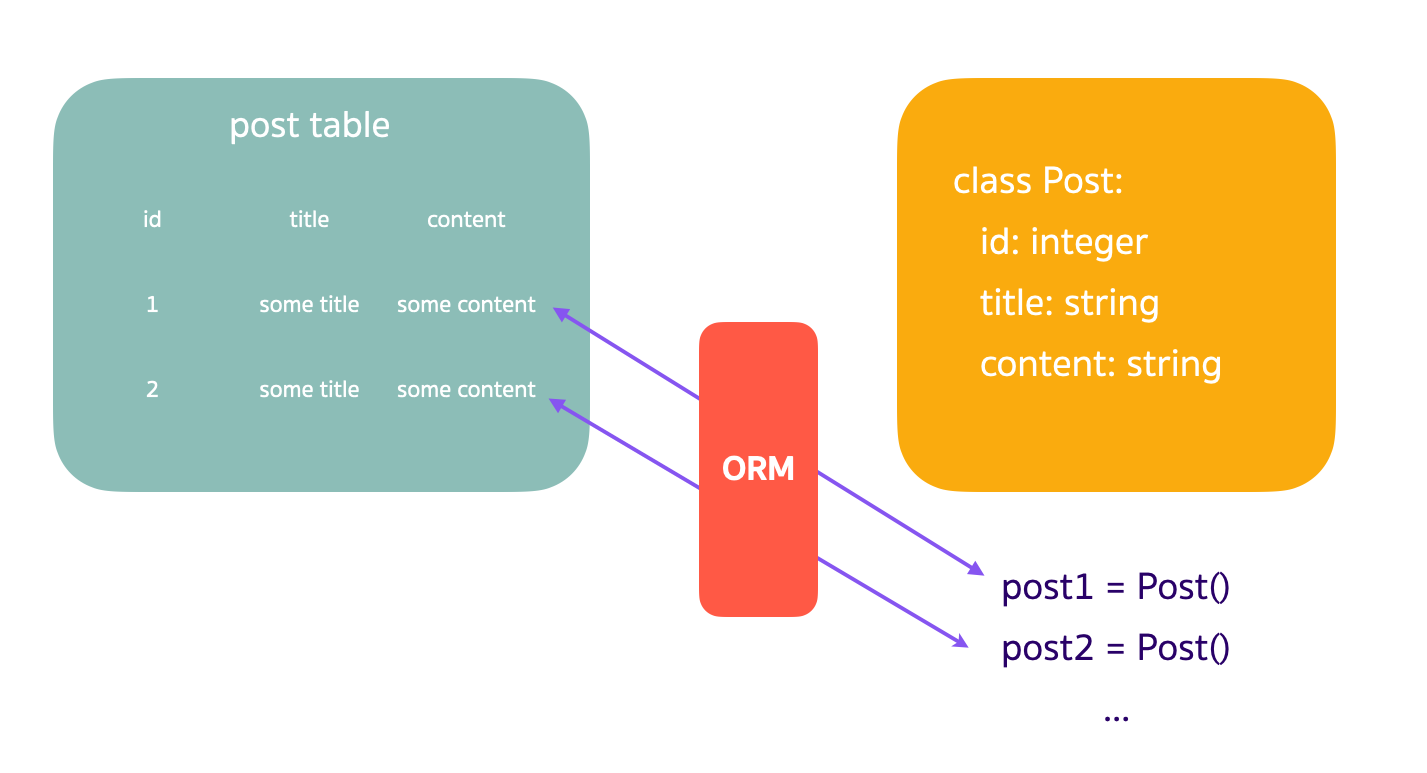 post table
id title content
1 some title some content
2 some title some content
ORM
class Post:
id: integer
title: string
content: string
post1 = Post()
post2 = Post()
...